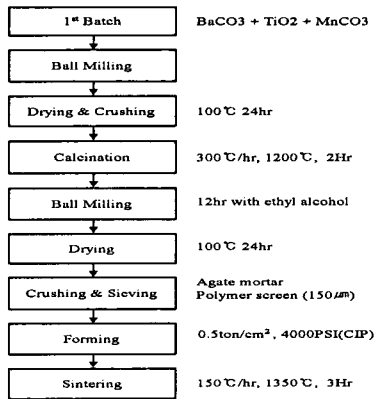 1st Batch BaCO3 + TiO2 + MnCO3
Ball Milling
Drying & Crushing 100℃ 24hr
Calcination 300℃/hr, 1200℃, 2Hr
Ball Milling 12hr with ethyl alcohol
Drying 100℃ 24hr
Crushing & Sieving Agate mortar
Polymer screen (150㎛)
Forming 0.5ton/cm², 4000PSI(CIP)
Sintering 150℃/hr, 1350℃, 3Hr